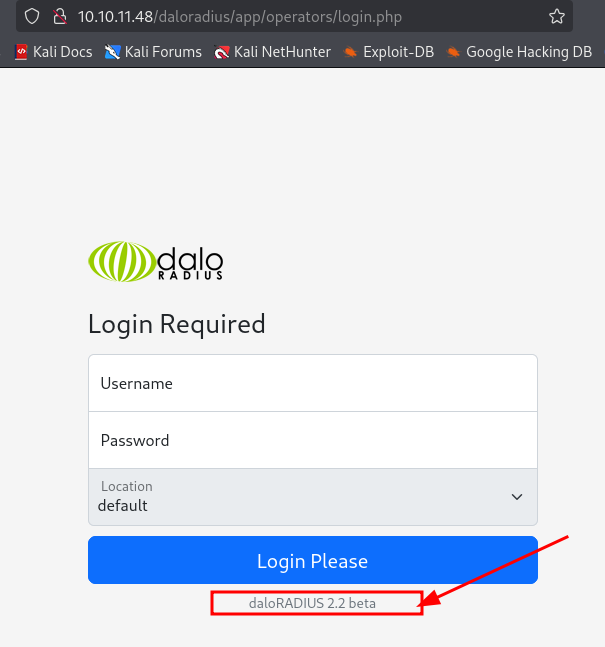 10.10.11.48/daloradius/app/operators/login.php
Kali Docs Kali Forums Kali NetHunter Exploit-DB Google Hacking DB
dalo
RADIUS
Login Required
Username
Password
Location
default
Login Please
daloRADIUS 2.2 beta